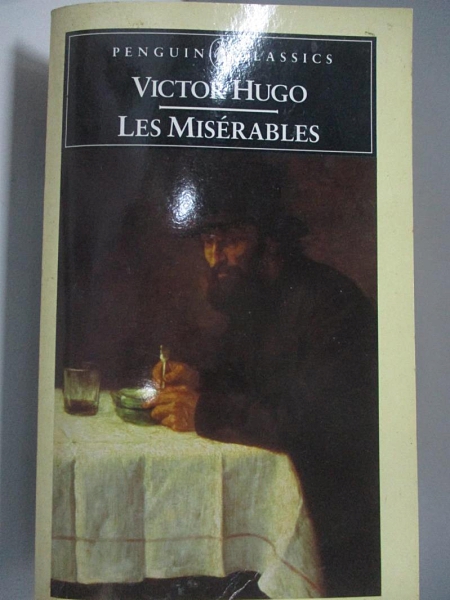 PENGUIN CLASSICS
VICTOR HUGO
LES MISÉRABLES